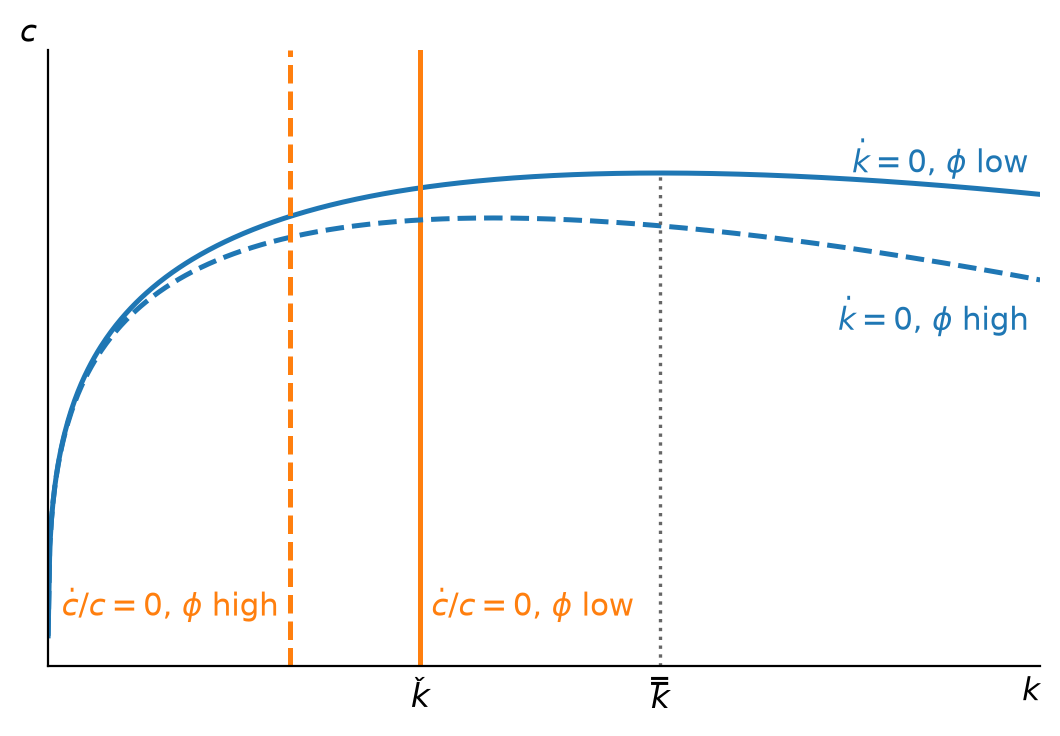 c
k̇ = 0, ϕ low
k̇ = 0, ϕ high
ċ/c = 0, ϕ high
ċ/c = 0, ϕ low
ǩ
k̿
k